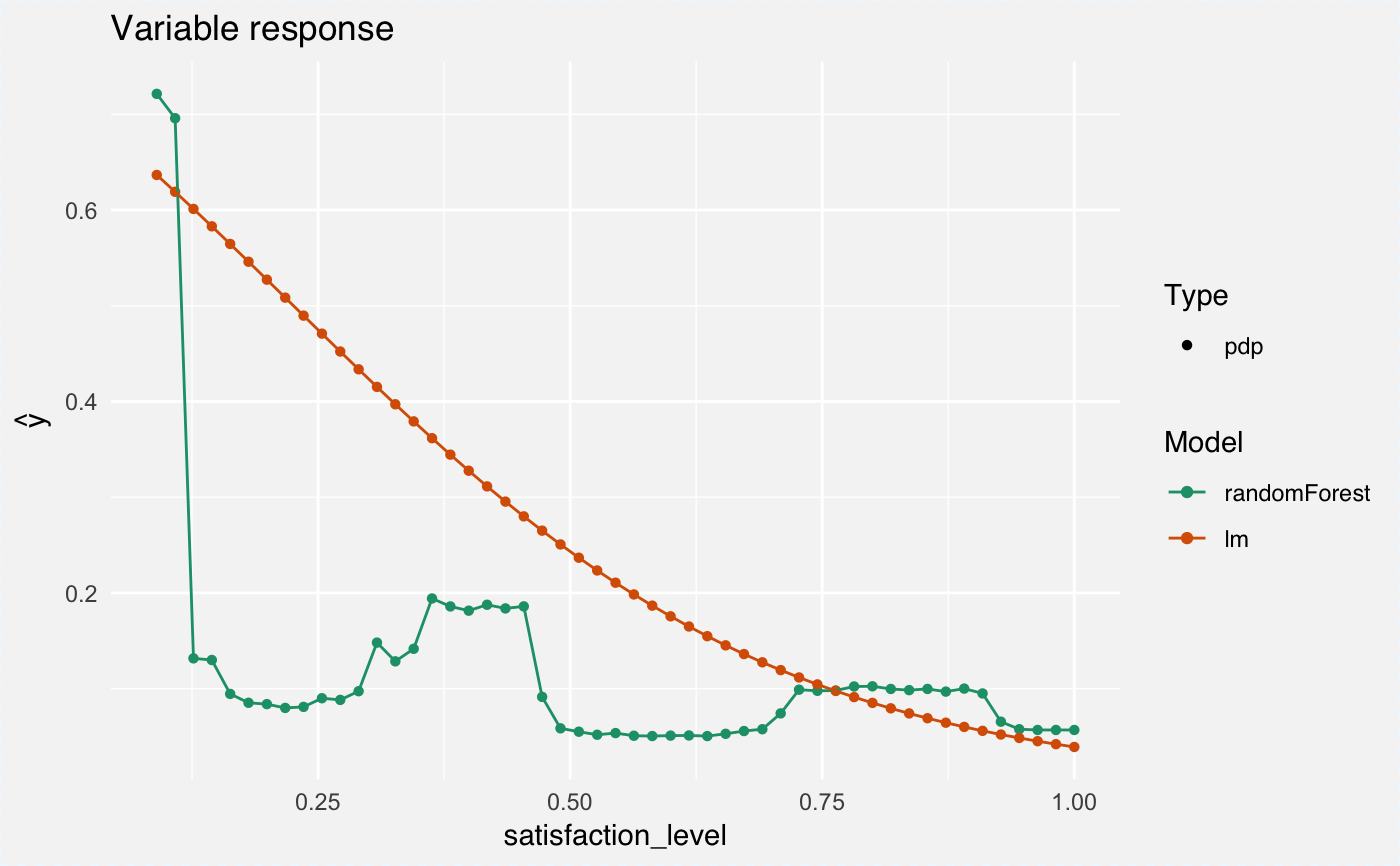 Variable response
0.6
0.4
0.2
ŷ
0.25 0.50 0.75 1.00
satisfaction_level
Type
pdp
Model
randomForest
lm